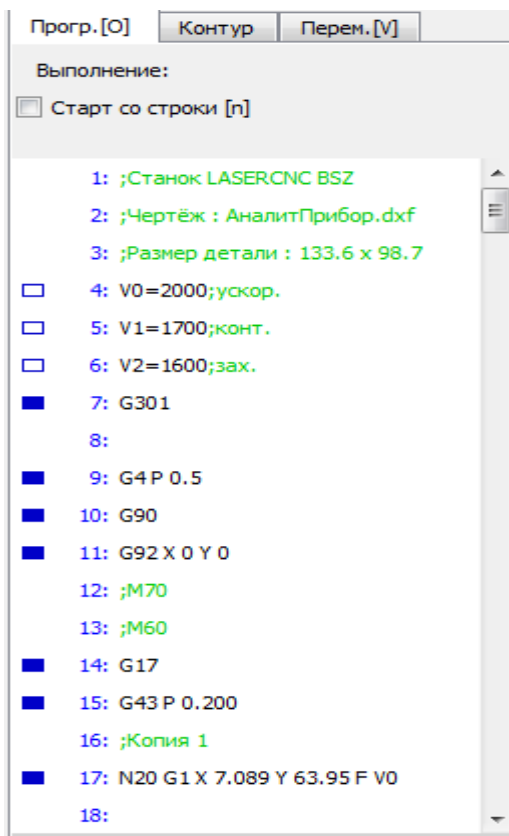 Прогр.[O] Контур Перем.[V]
Выполнение:
Старт со строки [n]
1: ;Станок LASERCNC BSZ
2: ;Чертёж : АналитПрибор.dxf
3: ;Размер детали : 133.6 x 98.7
4: V0=2000;ускор.
5: V1=1700;конт.
6: V2=1600;зах.
7: G301
8:
9: G4 P 0.5
10: G90
11: G92 X 0 Y 0
12: ;M70
13: ;M60
14: G17
15: G43 P 0.200
16: ;Копия 1
17: N20 G1 X 7.089 Y 63.95 F V0
18: